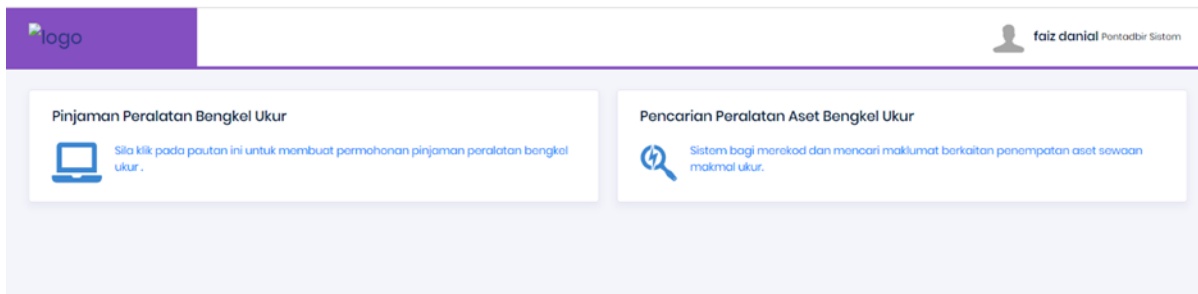 logo
faiz danial Pentadbir Sistem
Pinjaman Peralatan Bengkel Ukur
Sila klik pada pautan ini untuk membuat permohonan pinjaman peralatan bengkel
ukur .
Pencarian Peralatan Aset Bengkel Ukur
Sistem bagi merekod dan mencari maklumat berkaitan penempatan aset sewaan
makmal ukur.